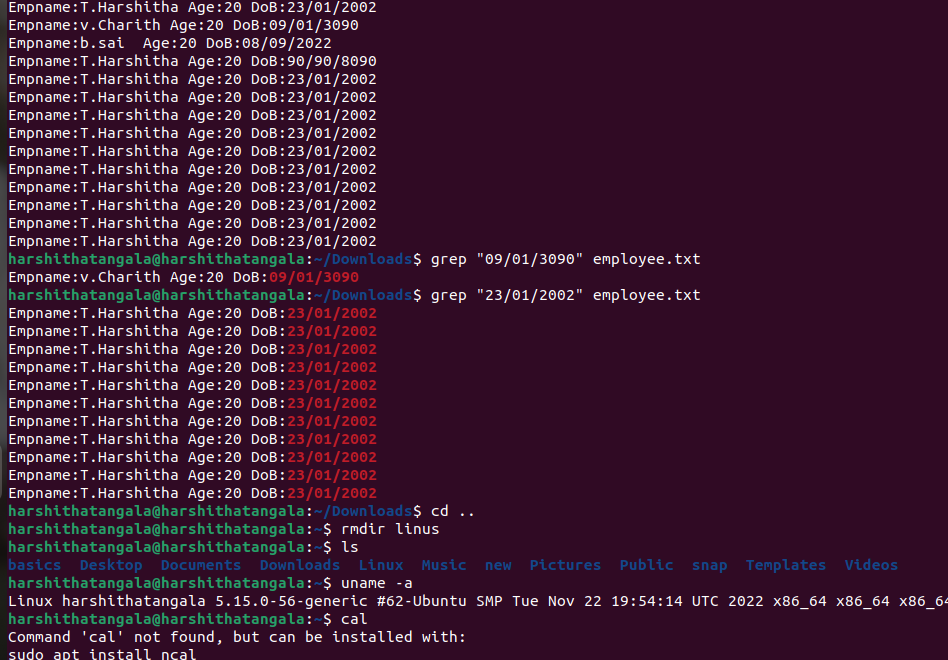 Empname:T.Harshitha Age:20 DoB:23/01/2002
Empname:v.Charith Age:20 DoB:09/01/3090
Empname:b.sai  Age:20 DoB:08/09/2022
Empname:T.Harshitha Age:20 DoB:90/90/8090
Empname:T.Harshitha Age:20 DoB:23/01/2002
Empname:T.Harshitha Age:20 DoB:23/01/2002
Empname:T.Harshitha Age:20 DoB:23/01/2002
Empname:T.Harshitha Age:20 DoB:23/01/2002
Empname:T.Harshitha Age:20 DoB:23/01/2002
Empname:T.Harshitha Age:20 DoB:23/01/2002
Empname:T.Harshitha Age:20 DoB:23/01/2002
Empname:T.Harshitha Age:20 DoB:23/01/2002
Empname:T.Harshitha Age:20 DoB:23/01/2002
Empname:T.Harshitha Age:20 DoB:23/01/2002
harshithatangala@harshithatangala:~/Downloads$ grep "09/01/3090" employee.txt
Empname:v.Charith Age:20 DoB:09/01/3090
harshithatangala@harshithatangala:~/Downloads$ grep "23/01/2002" employee.txt
Empname:T.Harshitha Age:20 DoB:23/01/2002
Empname:T.Harshitha Age:20 DoB:23/01/2002
Empname:T.Harshitha Age:20 DoB:23/01/2002
Empname:T.Harshitha Age:20 DoB:23/01/2002
Empname:T.Harshitha Age:20 DoB:23/01/2002
Empname:T.Harshitha Age:20 DoB:23/01/2002
Empname:T.Harshitha Age:20 DoB:23/01/2002
Empname:T.Harshitha Age:20 DoB:23/01/2002
Empname:T.Harshitha Age:20 DoB:23/01/2002
Empname:T.Harshitha Age:20 DoB:23/01/2002
Empname:T.Harshitha Age:20 DoB:23/01/2002
harshithatangala@harshithatangala:~/Downloads$ cd ..
harshithatangala@harshithatangala:~$ rmdir linus
harshithatangala@harshithatangala:~$ ls
basics  Desktop  Documents  Downloads  Linux  Music  new  Pictures  Public  snap  Templates  Videos
harshithatangala@harshithatangala:~$ uname -a
Linux harshithatangala 5.15.0-56-generic #62-Ubuntu SMP Tue Nov 22 19:54:14 UTC 2022 x86_64 x86_64 x86_64
harshithatangala@harshithatangala:~$ cal
Command 'cal' not found, but can be installed with:
sudo apt install ncal